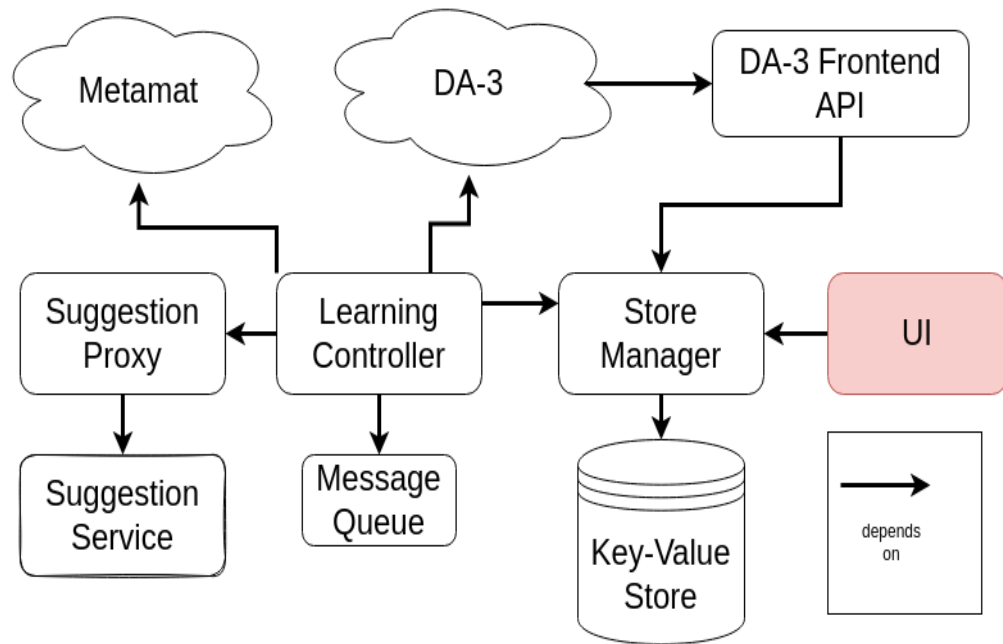 Metamat
DA-3
DA-3 Frontend
API
Suggestion
Proxy
Learning
Controller
Store
Manager
UI
Suggestion
Service
Message
Queue
Key-Value
Store
depends
on